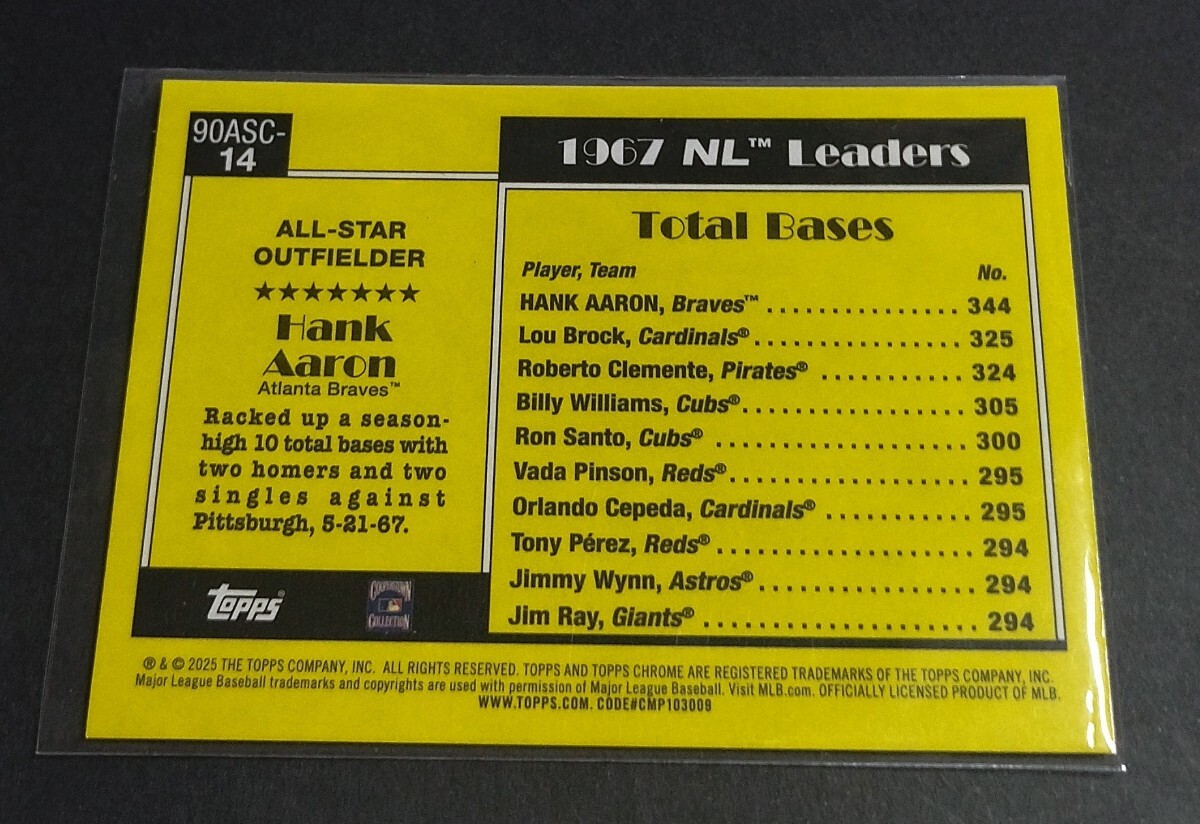 90ASC-
14
ALL-STAR
OUTFIELDER
★★★★★★★
Hank
Aaron
Atlanta Braves™
Racked up a season-
high 10 total bases with
two homers and two
singles against
Pittsburgh, 5-21-67.
topps®
COOPERSTOWN
COLLECTION
1967 NL™ Leaders
Total Bases
Player, Team No.
HANK AARON, Braves™ ............... 344
Lou Brock, Cardinals® ................ 325
Roberto Clemente, Pirates® ........... 324
Billy Williams, Cubs® ................. 305
Ron Santo, Cubs® ................... 300
Vada Pinson, Reds® .................. 295
Orlando Cepeda, Cardinals® ........... 295
Tony Pérez, Reds® ................... 294
Jimmy Wynn, Astros® ................ 294
Jim Ray, Giants® ..................... 294
® & © 2025 THE TOPPS COMPANY, INC. ALL RIGHTS RESERVED. TOPPS AND TOPPS CHROME ARE REGISTERED TRADEMARKS OF THE TOPPS COMPANY, INC.
Major League Baseball trademarks and copyrights are used with permission of Major League Baseball. Visit MLB.com. OFFICIALLY LICENSED PRODUCT OF MLB.
WWW.TOPPS.COM. CODE#CMP103009